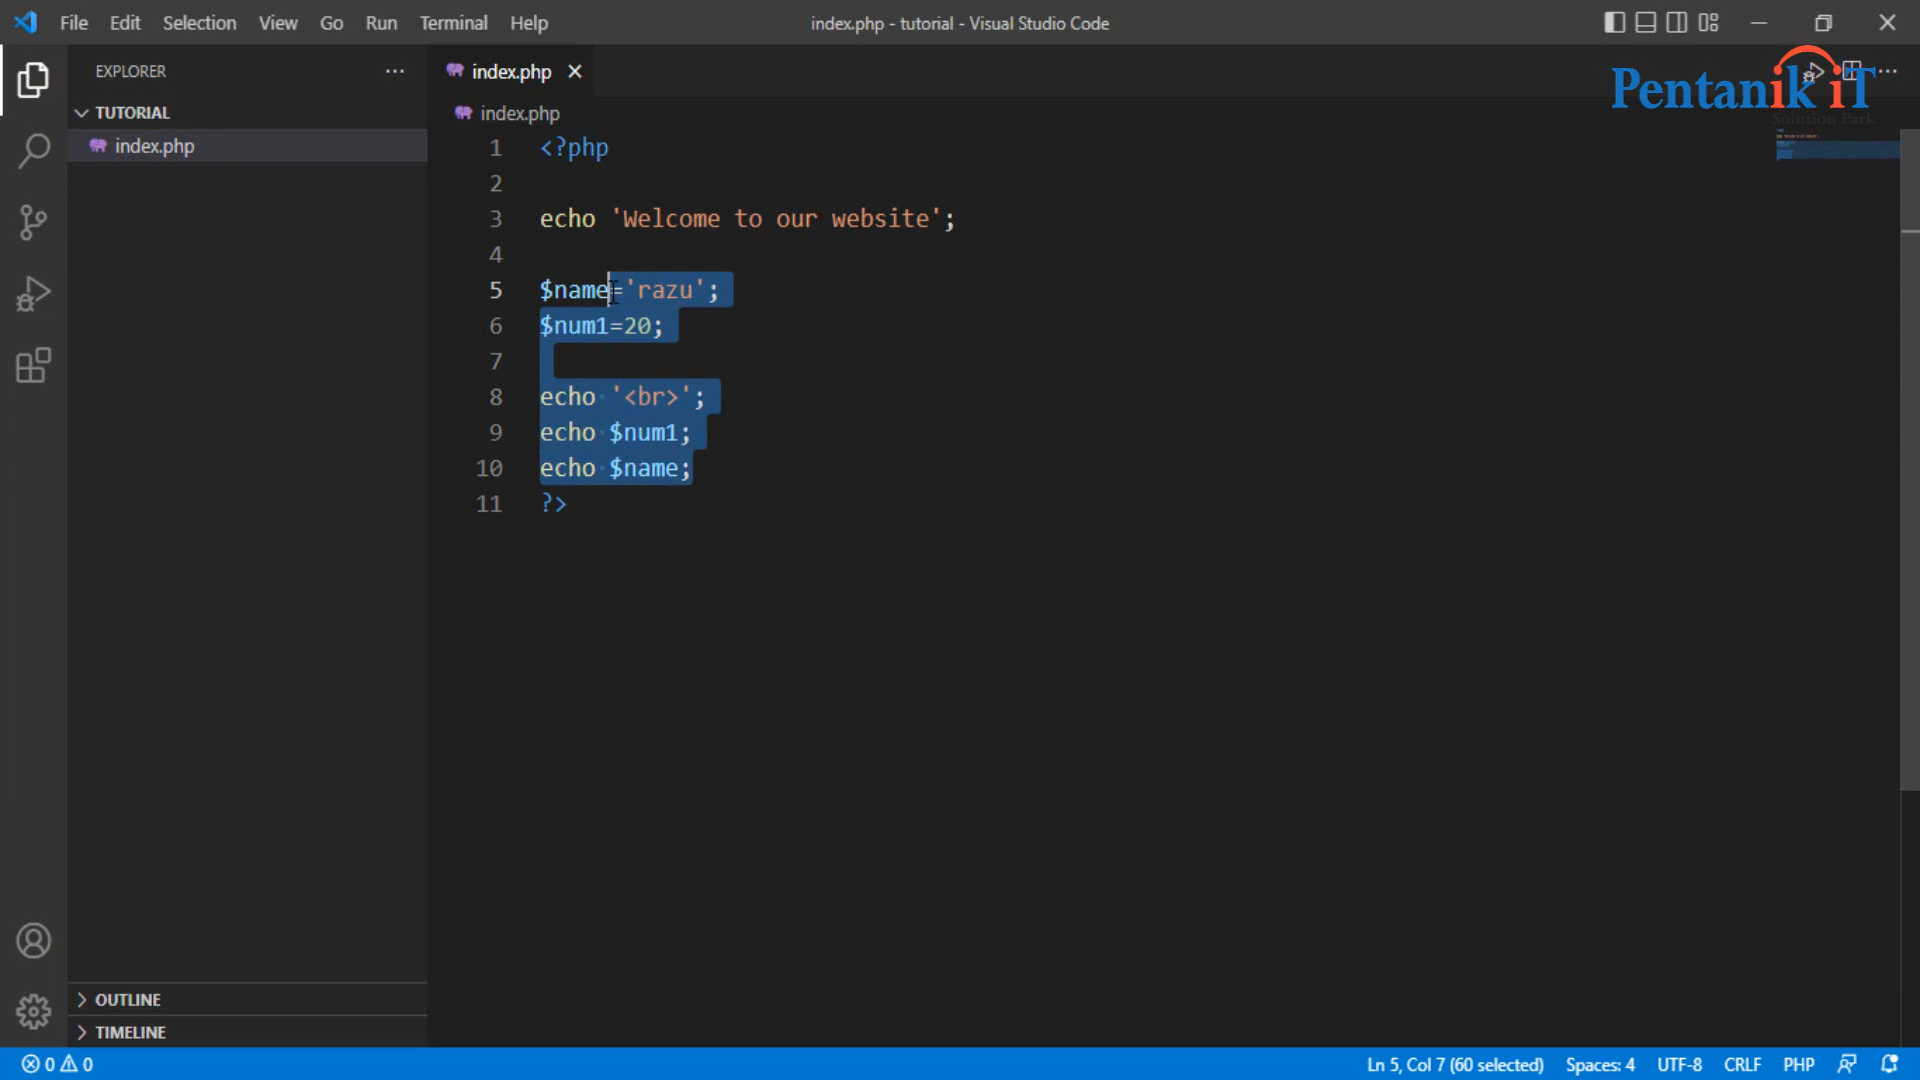 File Edit Selection View Go Run Terminal Help index.php - tutorial - Visual Studio Code
EXPLORER
TUTORIAL
index.php
index.php
index.php
Pentanik iT
Solution Park
1 <?php
2
3 echo 'Welcome to our website';
4
5 $name='razu';
6 $num1=20;
7
8 echo '<br>';
9 echo $num1;
10 echo $name;
11 ?>
OUTLINE
TIMELINE
0 0 Ln 5, Col 7 (60 selected) Spaces: 4 UTF-8 CRLF PHP